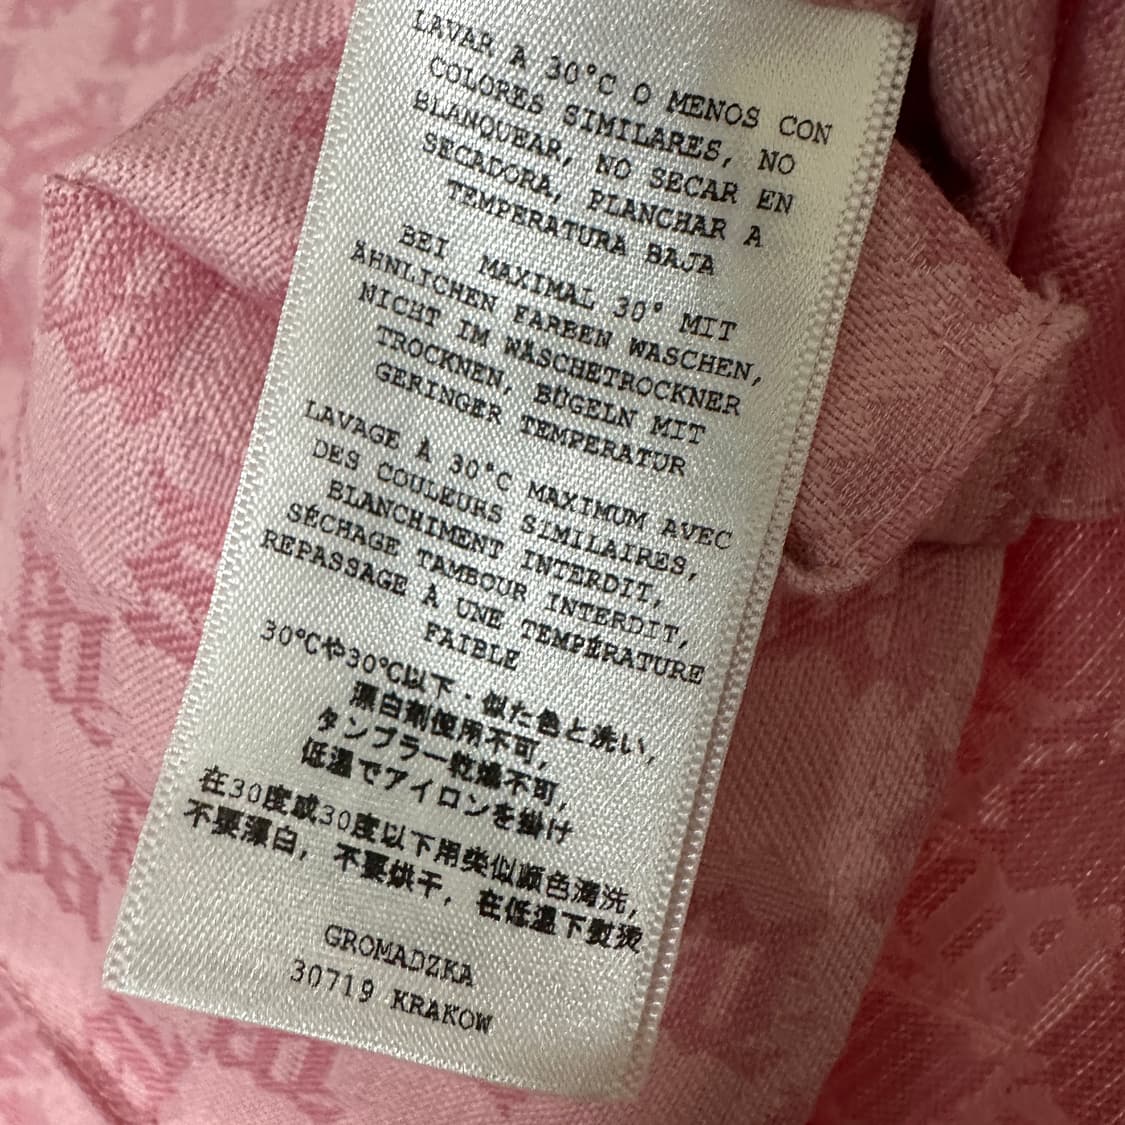 LAVAR A 30°C O MENOS CON
COLORES SIMILARES, NO
BLANQUEAR, NO SECAR EN
SECADORA, PLANCHAR A
TEMPERATURA BAJA
BEI MAXIMAL 30° MIT
ÄHNLICHEN FARBEN WASCHEN,
NICHT IM WÄSCHETROCKNER
TROCKNEN, BÜGELN MIT
GERINGER TEMPERATUR
LAVAGE À 30°C MAXIMUM AVEC
DES COULEURS SIMILAIRES,
BLANCHIMENT INTERDIT,
SÉCHAGE TAMBOUR INTERDIT,
REPASSAGE À UNE TEMPÉRATURE
FAIBLE
30℃や30℃以下・似た色と洗い,
漂白剤使用不可,
タンブラー乾燥不可,
低温でアイロンを掛け
在30度或30度以下用类似颜色清洗,
不要漂白, 不要烘干, 在低温下熨烫
GROMADZKA
30719 KRAKOW